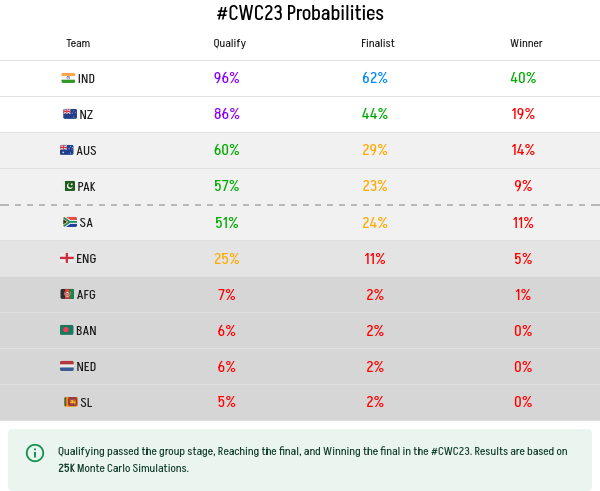 #CWC23 Probabilities
Team Qualify Finalist Winner
IND 96% 62% 40%
NZ 86% 44% 19%
AUS 60% 29% 14%
PAK 57% 23% 9%
SA 51% 24% 11%
ENG 25% 11% 5%
AFG 7% 2% 1%
BAN 6% 2% 0%
NED 6% 2% 0%
SL 5% 2% 0%
Qualifying passed the group stage, Reaching the final, and Winning the final in the #CWC23. Results are based on
25K Monte Carlo Simulations.